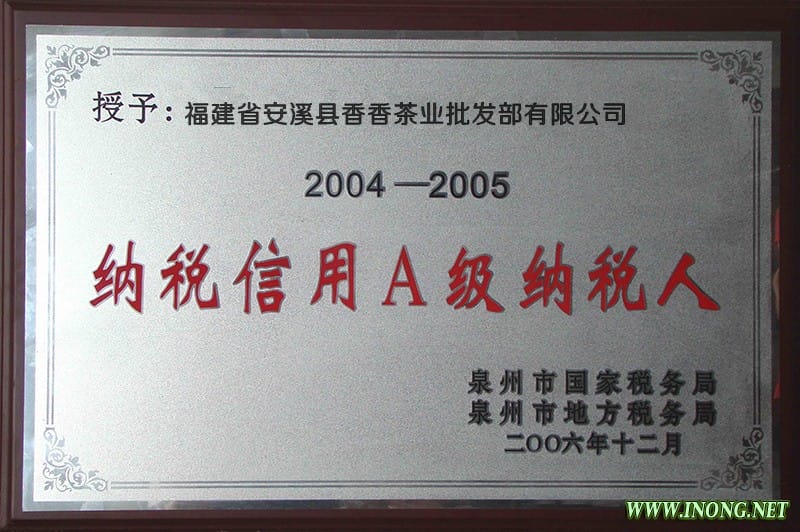 授予：福建省安溪县香香茶业批发部有限公司
2004—2005
纳税信用A级纳税人
泉州市国家税务局
泉州市地方税务局
二OO六年十二月
WWW.INONG.NET